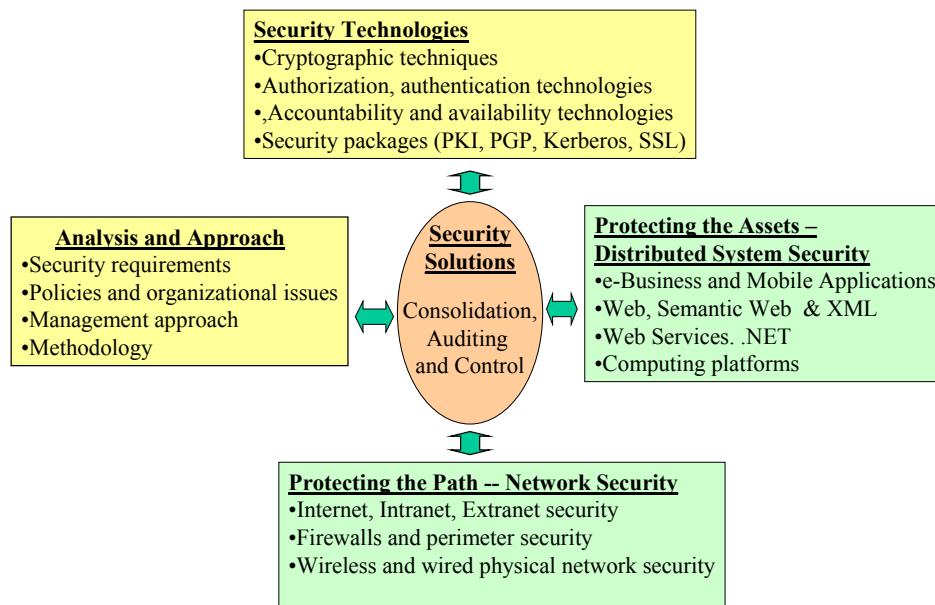 Security Technologies
•Cryptographic techniques
•Authorization, authentication technologies
•,Accountability and availability technologies
•Security packages (PKI, PGP, Kerberos, SSL)
Analysis and Approach
•Security requirements
•Policies and organizational issues
•Management approach
•Methodology
Security
Solutions
Consolidation,
Auditing
and Control
Protecting the Assets –
Distributed System Security
•e-Business and Mobile Applications
•Web, Semantic Web & XML
•Web Services. .NET
•Computing platforms
Protecting the Path -- Network Security
•Internet, Intranet, Extranet security
•Firewalls and perimeter security
•Wireless and wired physical network security